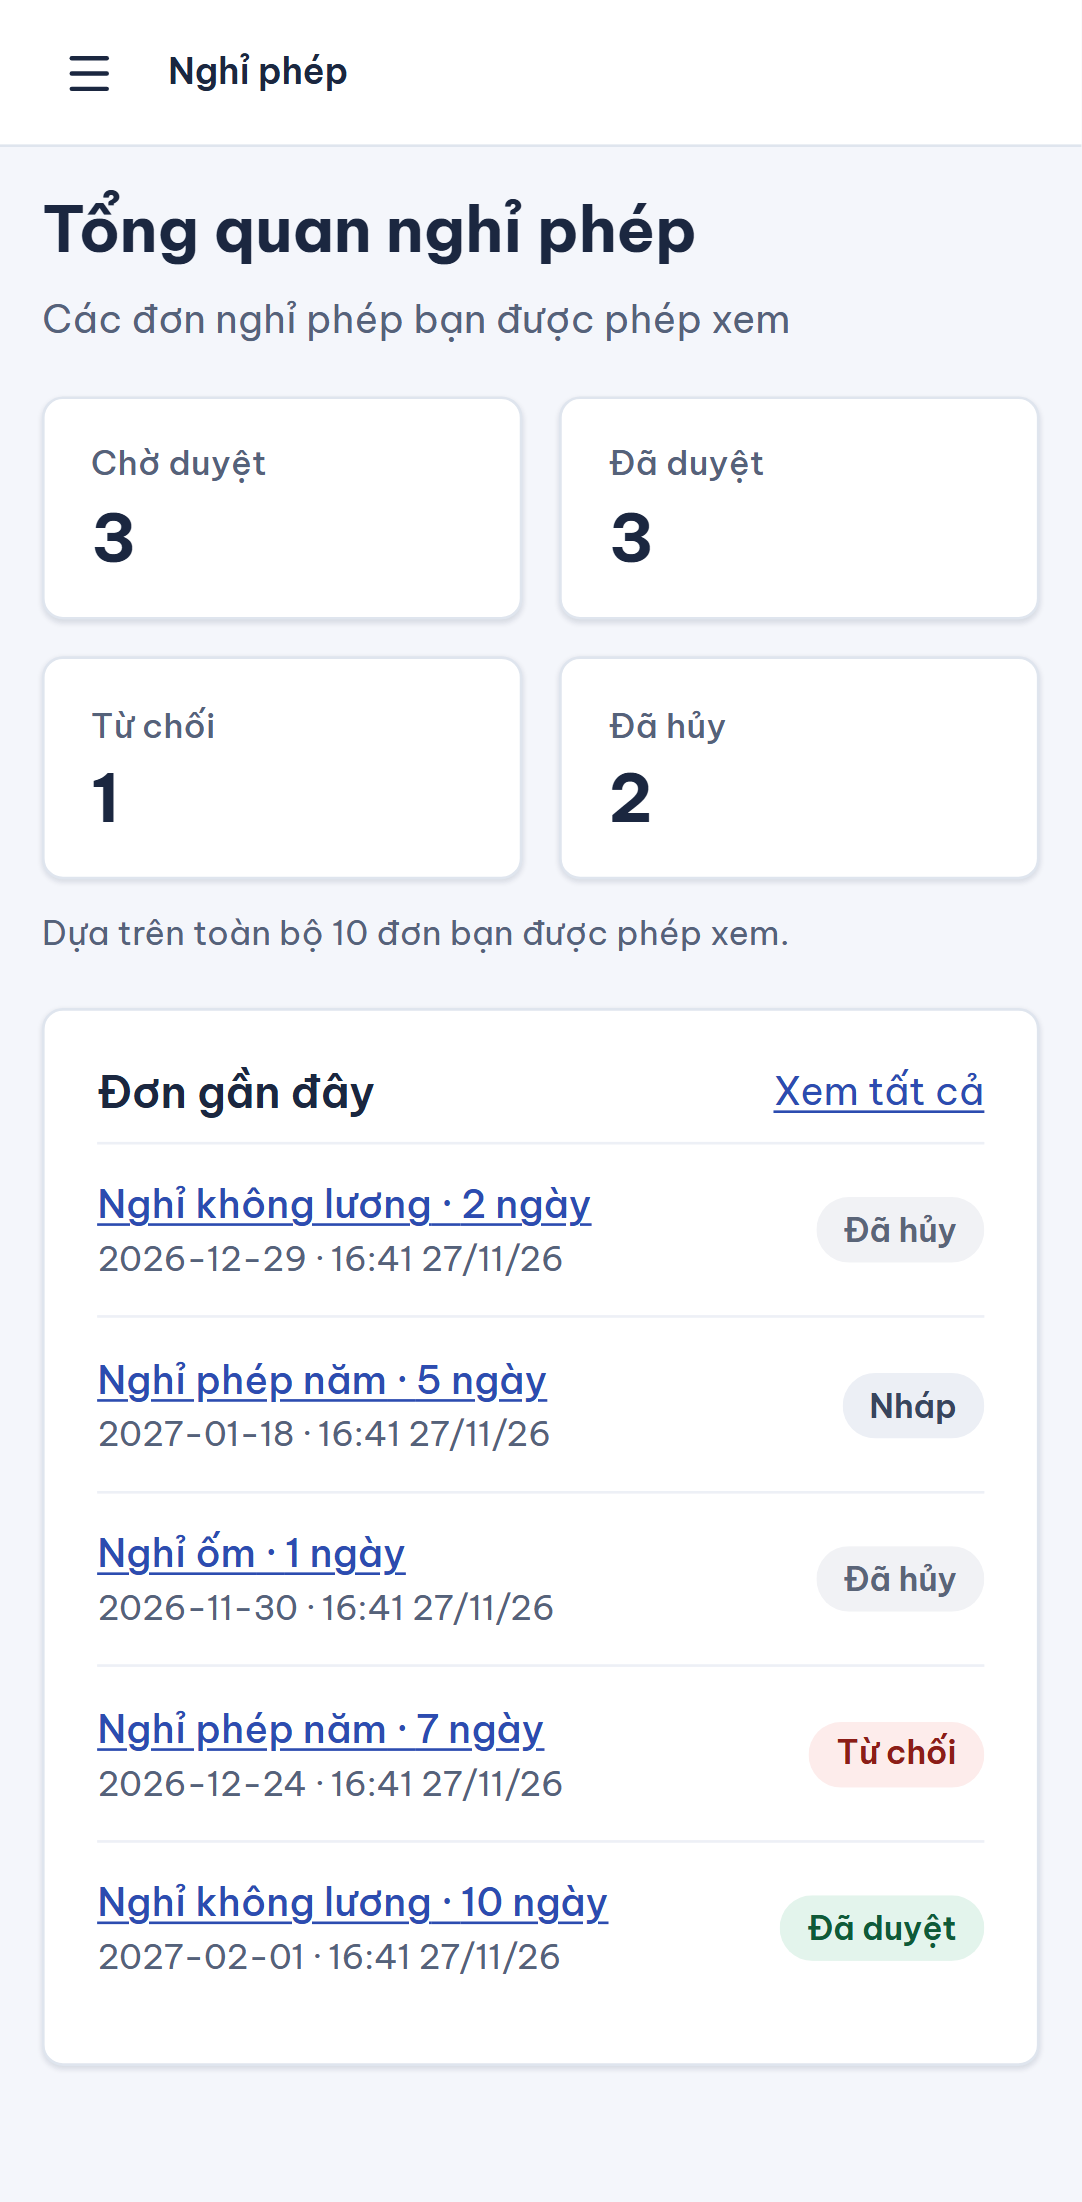 Nghỉ phép
Tổng quan nghỉ phép
Các đơn nghỉ phép bạn được phép xem
Chờ duyệt
3
Đã duyệt
3
Từ chối
1
Đã hủy
2
Dựa trên toàn bộ 10 đơn bạn được phép xem.
Đơn gần đây
Xem tất cả
Nghỉ không lương · 2 ngày
2026-12-29 · 16:41 27/11/26
Đã hủy
Nghỉ phép năm · 5 ngày
2027-01-18 · 16:41 27/11/26
Nháp
Nghỉ ốm · 1 ngày
2026-11-30 · 16:41 27/11/26
Đã hủy
Nghỉ phép năm · 7 ngày
2026-12-24 · 16:41 27/11/26
Từ chối
Nghỉ không lương · 10 ngày
2027-02-01 · 16:41 27/11/26
Đã duyệt